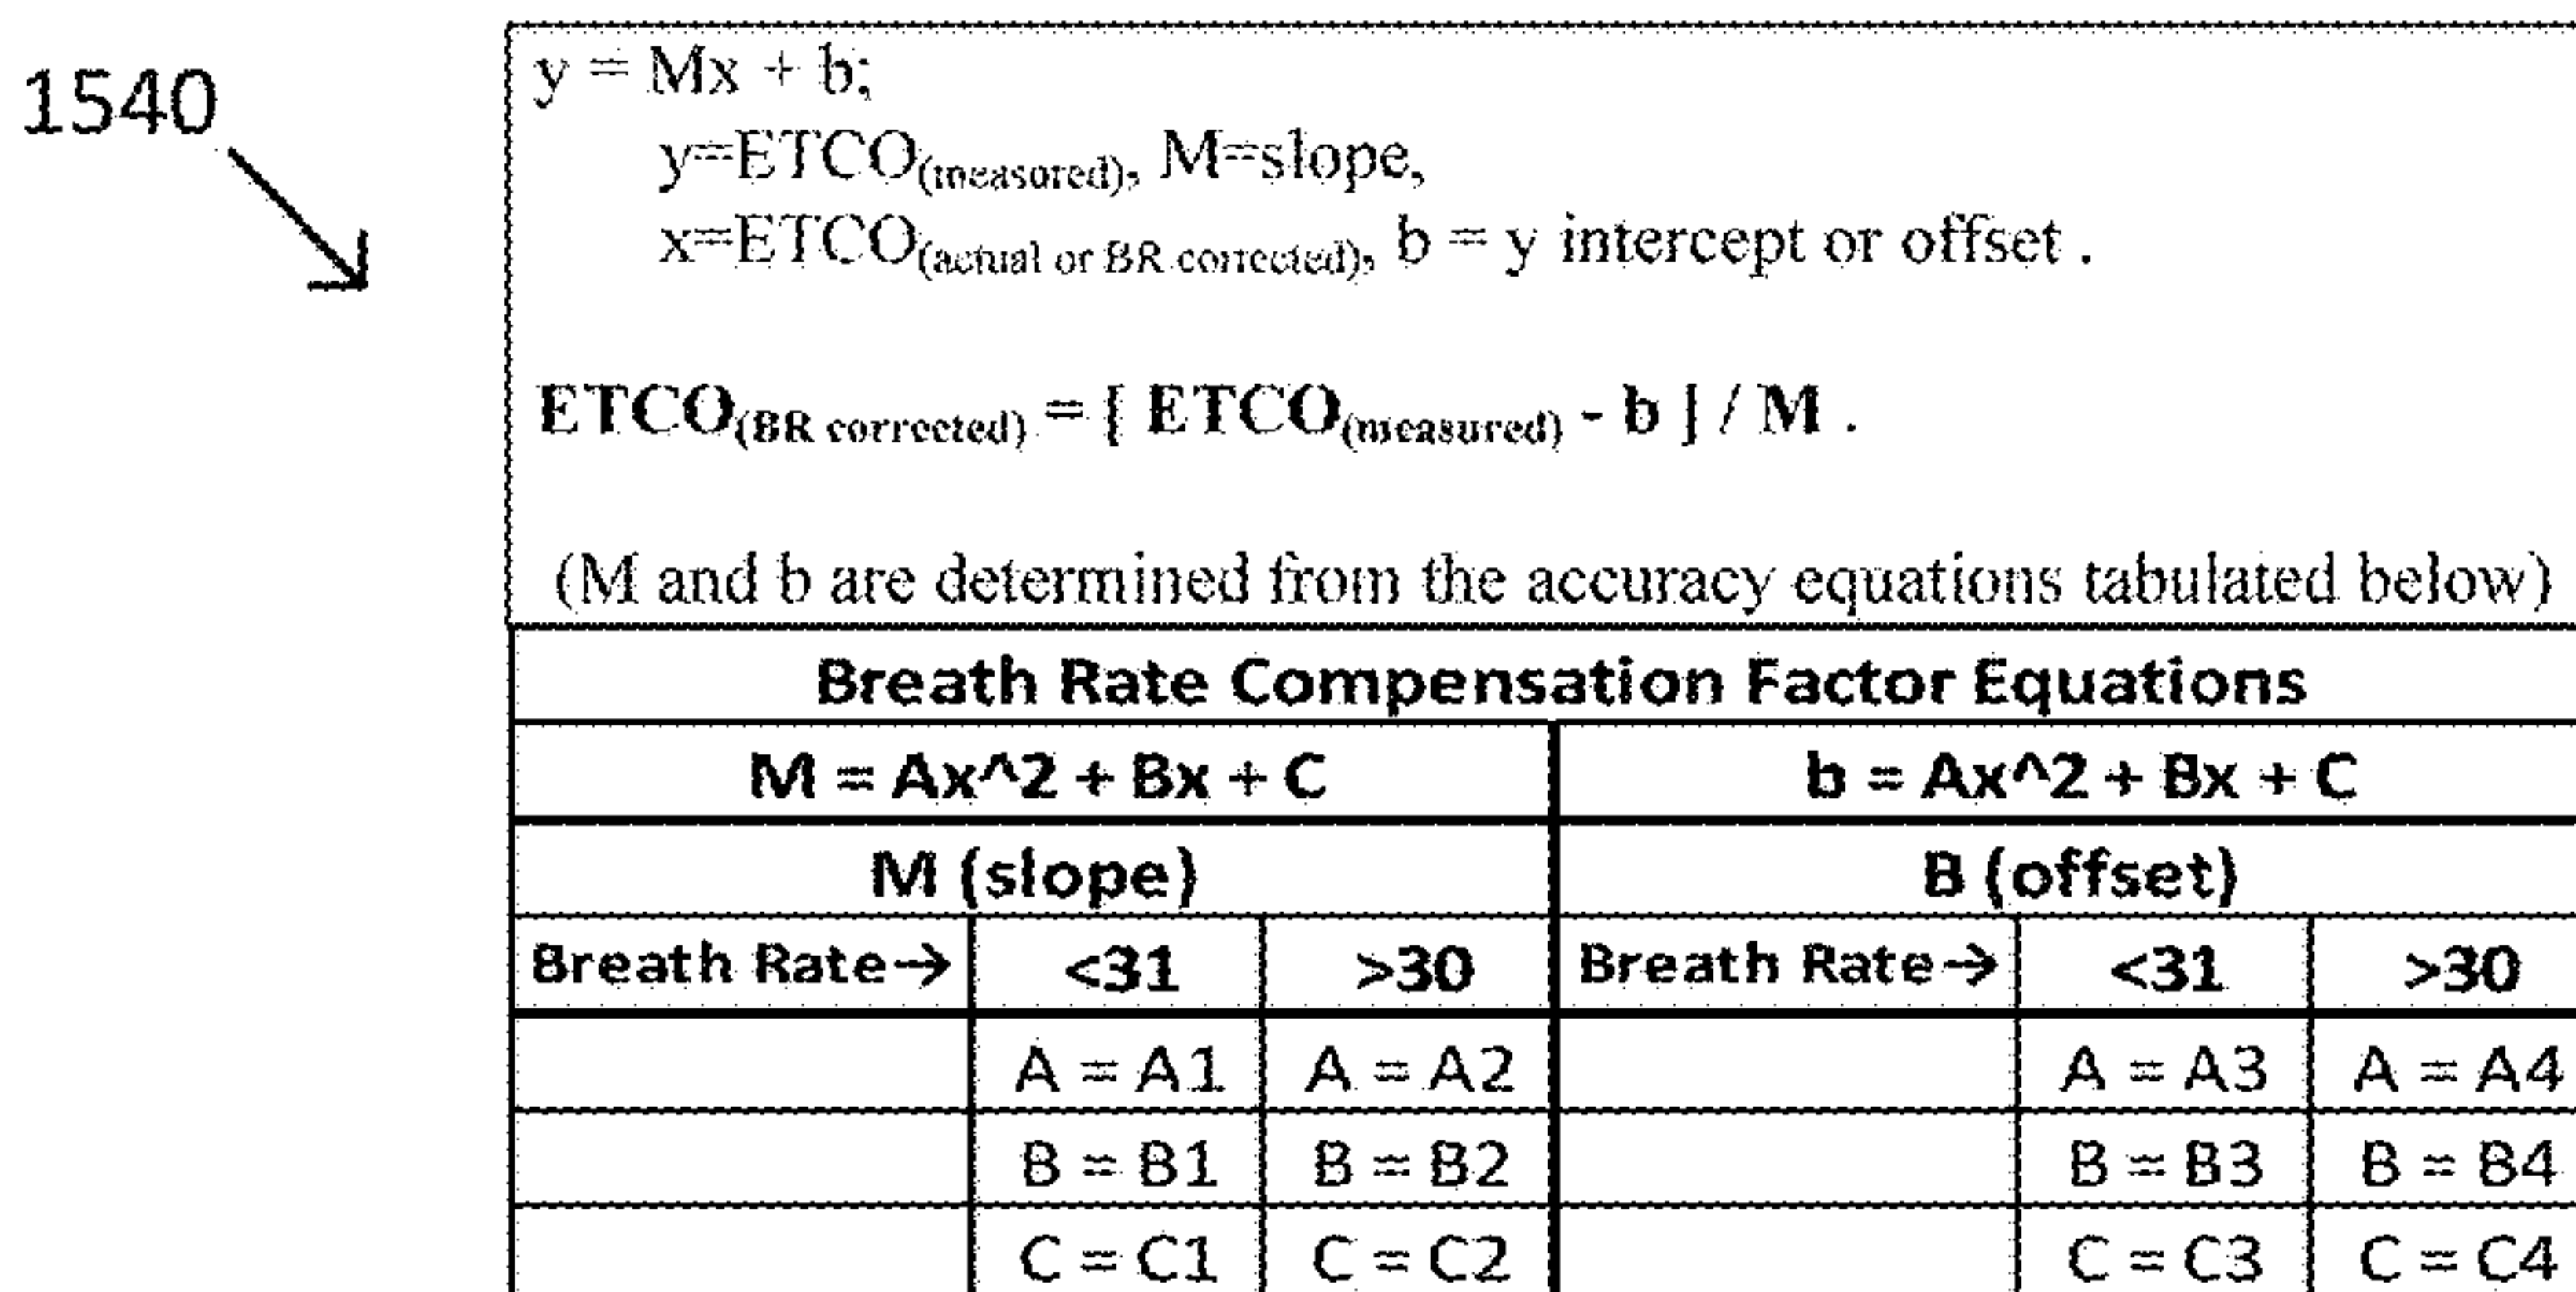 1540
y = Mx + b;
y=ETCO(measured), M=slope,
x=ETCO(actual or BR corrected), b = y intercept or offset .
ETCO(BR corrected) = [ ETCO(measured) - b ] / M .
(M and b are determined from the accuracy equations tabulated below)
Breath Rate Compensation Factor Equations
M = Ax^2 + Bx + C b = Ax^2 + Bx + C
M (slope) B (offset)
Breath Rate→ <31 >30 Breath Rate→ <31 >30
A = A1 A = A2 A = A3 A = A4
B = B1 B = B2 B = B3 B = B4
C = C1 C = C2 C = C3 C = C4